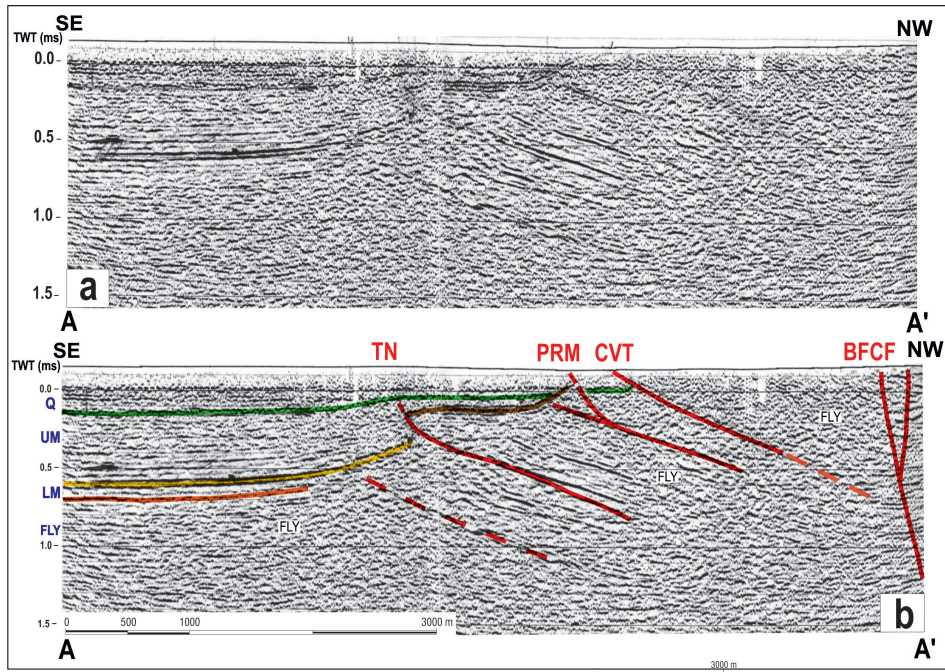 SE
NW
TWT (ms)
0.0
0.5
1.0
1.5
a
A
A'
SE
TN
PRM
CVT
BFCF
NW
TWT (ms)
0.0
Q
FLY
UM
0.5
FLY
LM
FLY
FLY
1.0
0
500
1000
3000 m
b
1.5
A
A'
3000 m